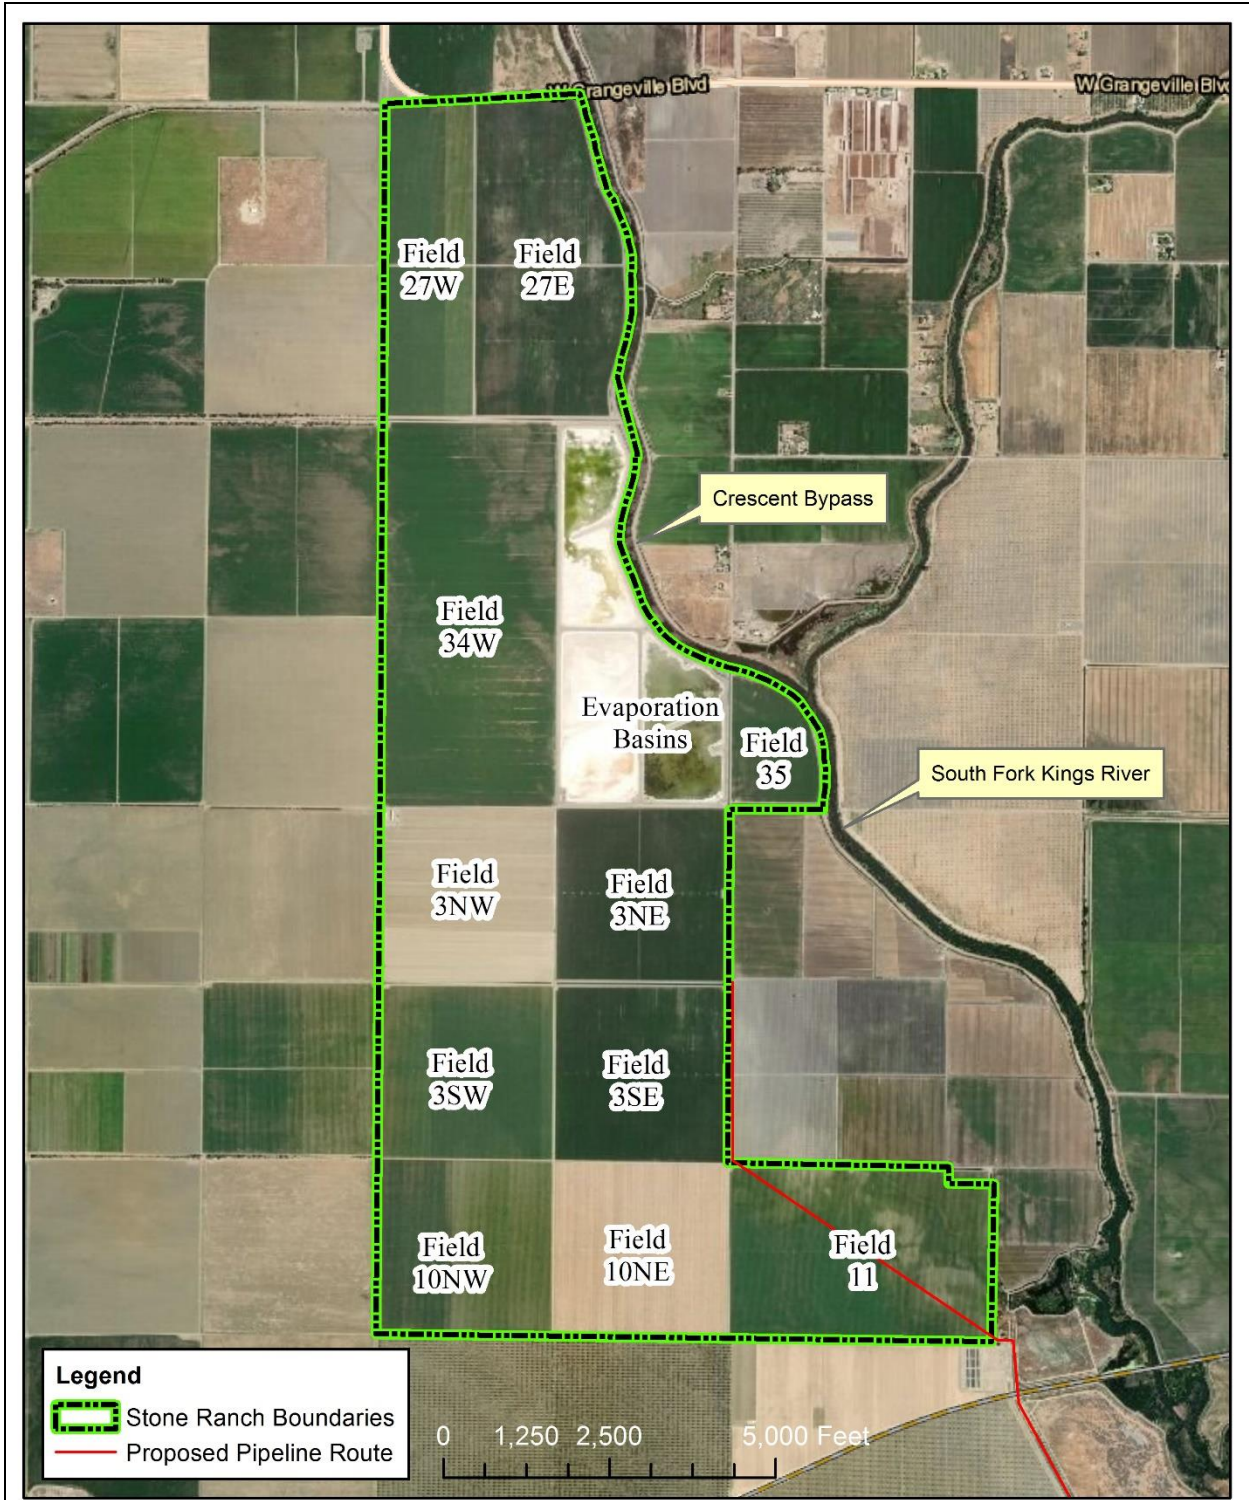 W Grangeville Blvd
W Grangeville Blv
Field
27W
Field
27E
Crescent Bypass
Field
34W
Evaporation
Basins
Field
35
South Fork Kings River
Field
3NW
Field
3NE
Field
3SW
Field
3SE
Field
10NW
Field
10NE
Field
11
Legend
Stone Ranch Boundaries
Proposed Pipeline Route
0 1,250 2,500 5,000 Feet